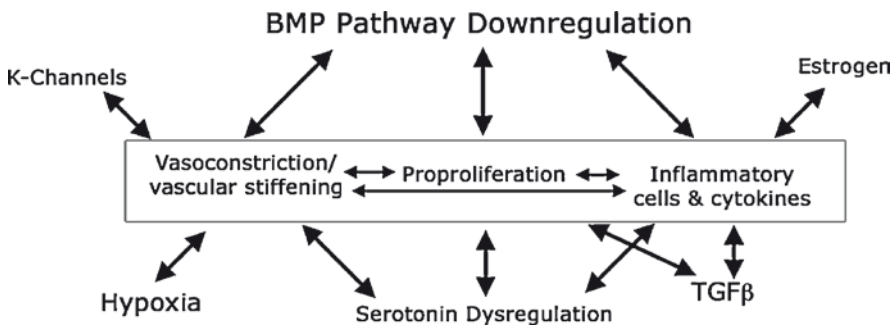 BMP Pathway Downregulation
K-Channels
Estrogen
Vasoconstriction/
vascular stiffening
Proproliferation
Inflammatory
cells & cytokines
Hypoxia
Serotonin Dysregulation
TGFβ